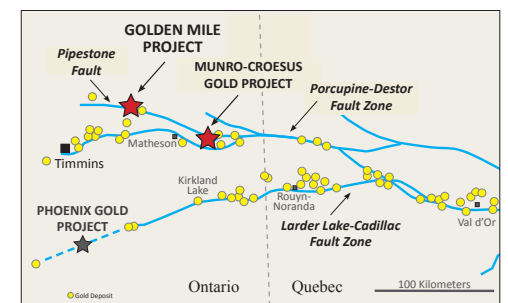 GOLDEN MILE
PROJECT
Pipestone
Fault
MUNRO-CROESUS
GOLD PROJECT
Porcupine-Destor
Fault Zone
Matheson
Timmins
Kirkland
Lake
Rouyn-
Noranda
PHOENIX GOLD
PROJECT
Larder Lake-Cadillac
Fault Zone
Val d'Or
Gold Deposit
Ontario
Quebec
100 Kilometers